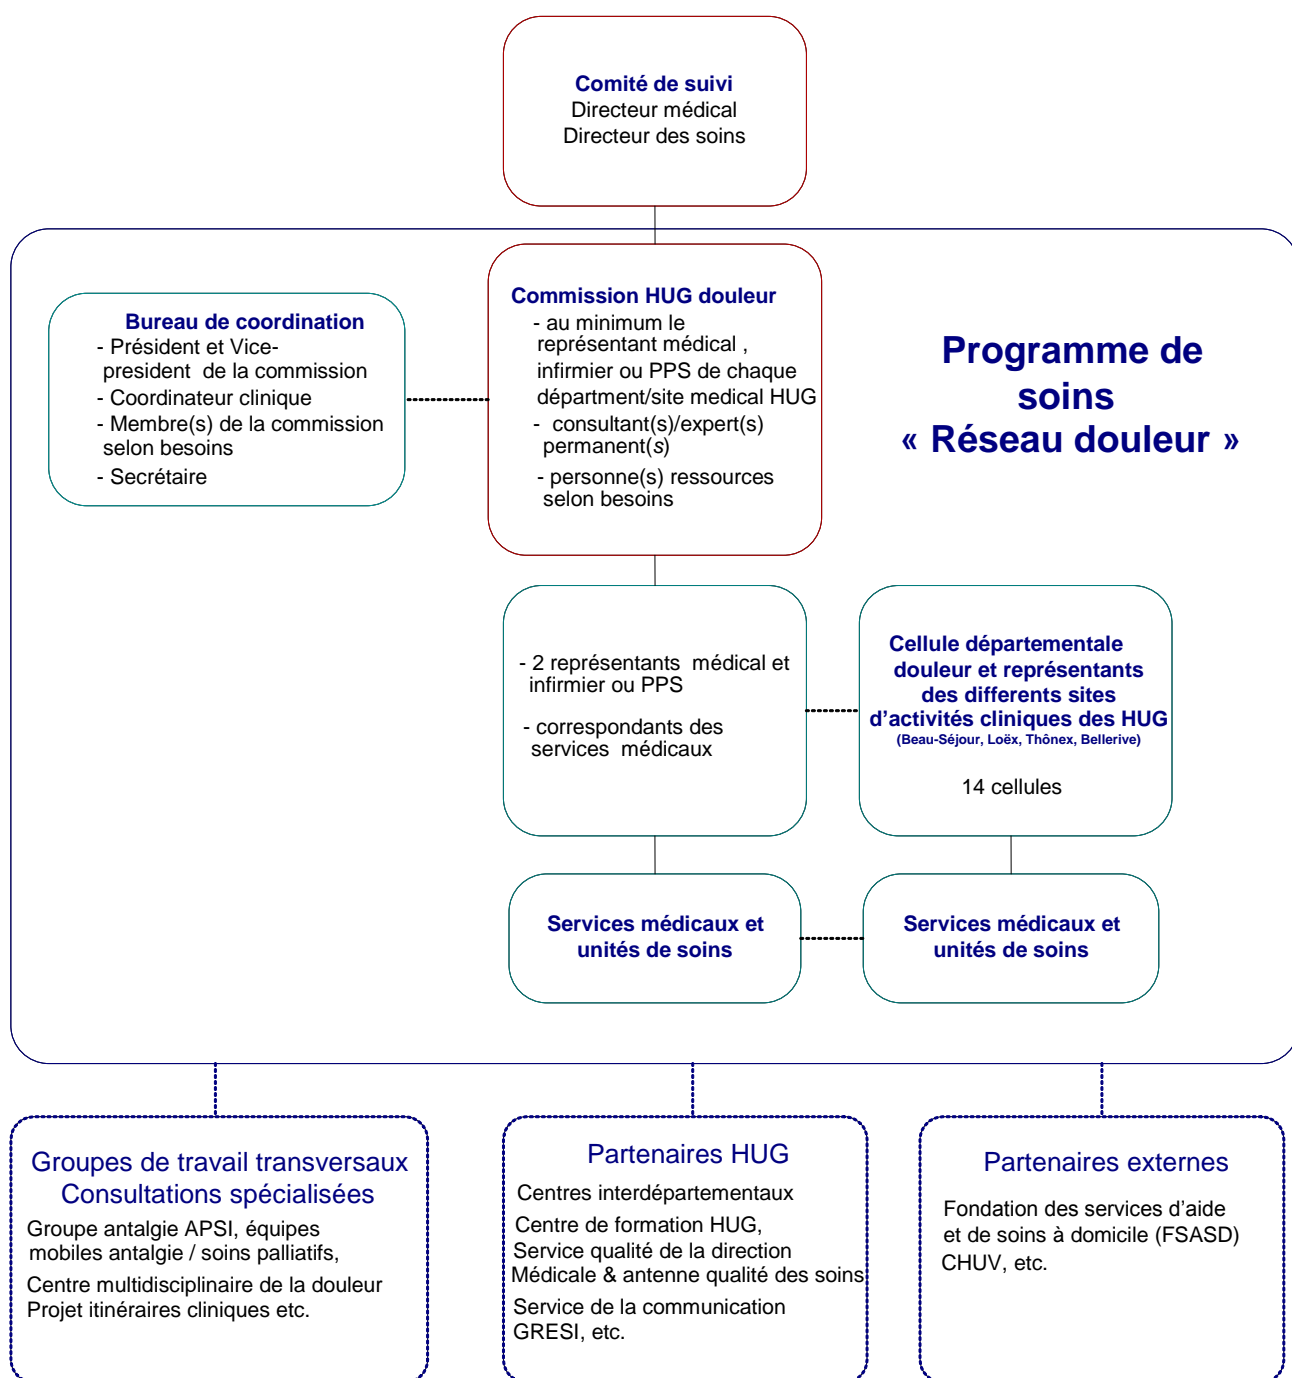 Comité de suivi
Directeur médical
Directeur des soins
Bureau de coordination
- Président et Vice-
president de la commission
- Coordinateur clinique
- Membre(s) de la commission
selon besoins
- Secrétaire
Commission HUG douleur
- au minimum le
représentant médical ,
infirmier ou PPS de chaque
départment/site medical HUG
- consultant(s)/expert(s)
permanent(s)
- personne(s) ressources
selon besoins
Programme de
soins
« Réseau douleur »
- 2 représentants médical et
infirmier ou PPS
- correspondants des
services médicaux
Cellule départementale
douleur et représentants
des differents sites
d’activités cliniques des HUG
(Beau-Séjour, Loëx, Thônex, Bellerive)
14 cellules
Services médicaux et
unités de soins
Services médicaux et
unités de soins
Groupes de travail transversaux
Consultations spécialisées
Groupe antalgie APSI, équipes
mobiles antalgie / soins palliatifs,
Centre multidisciplinaire de la douleur
Projet itinéraires cliniques etc.
Partenaires HUG
Centres interdépartementaux
Centre de formation HUG,
Service qualité de la direction
Médicale & antenne qualité des soins
Service de la communication
GRESI, etc.
Partenaires externes
Fondation des services d’aide
et de soins à domicile (FSASD)
CHUV, etc.